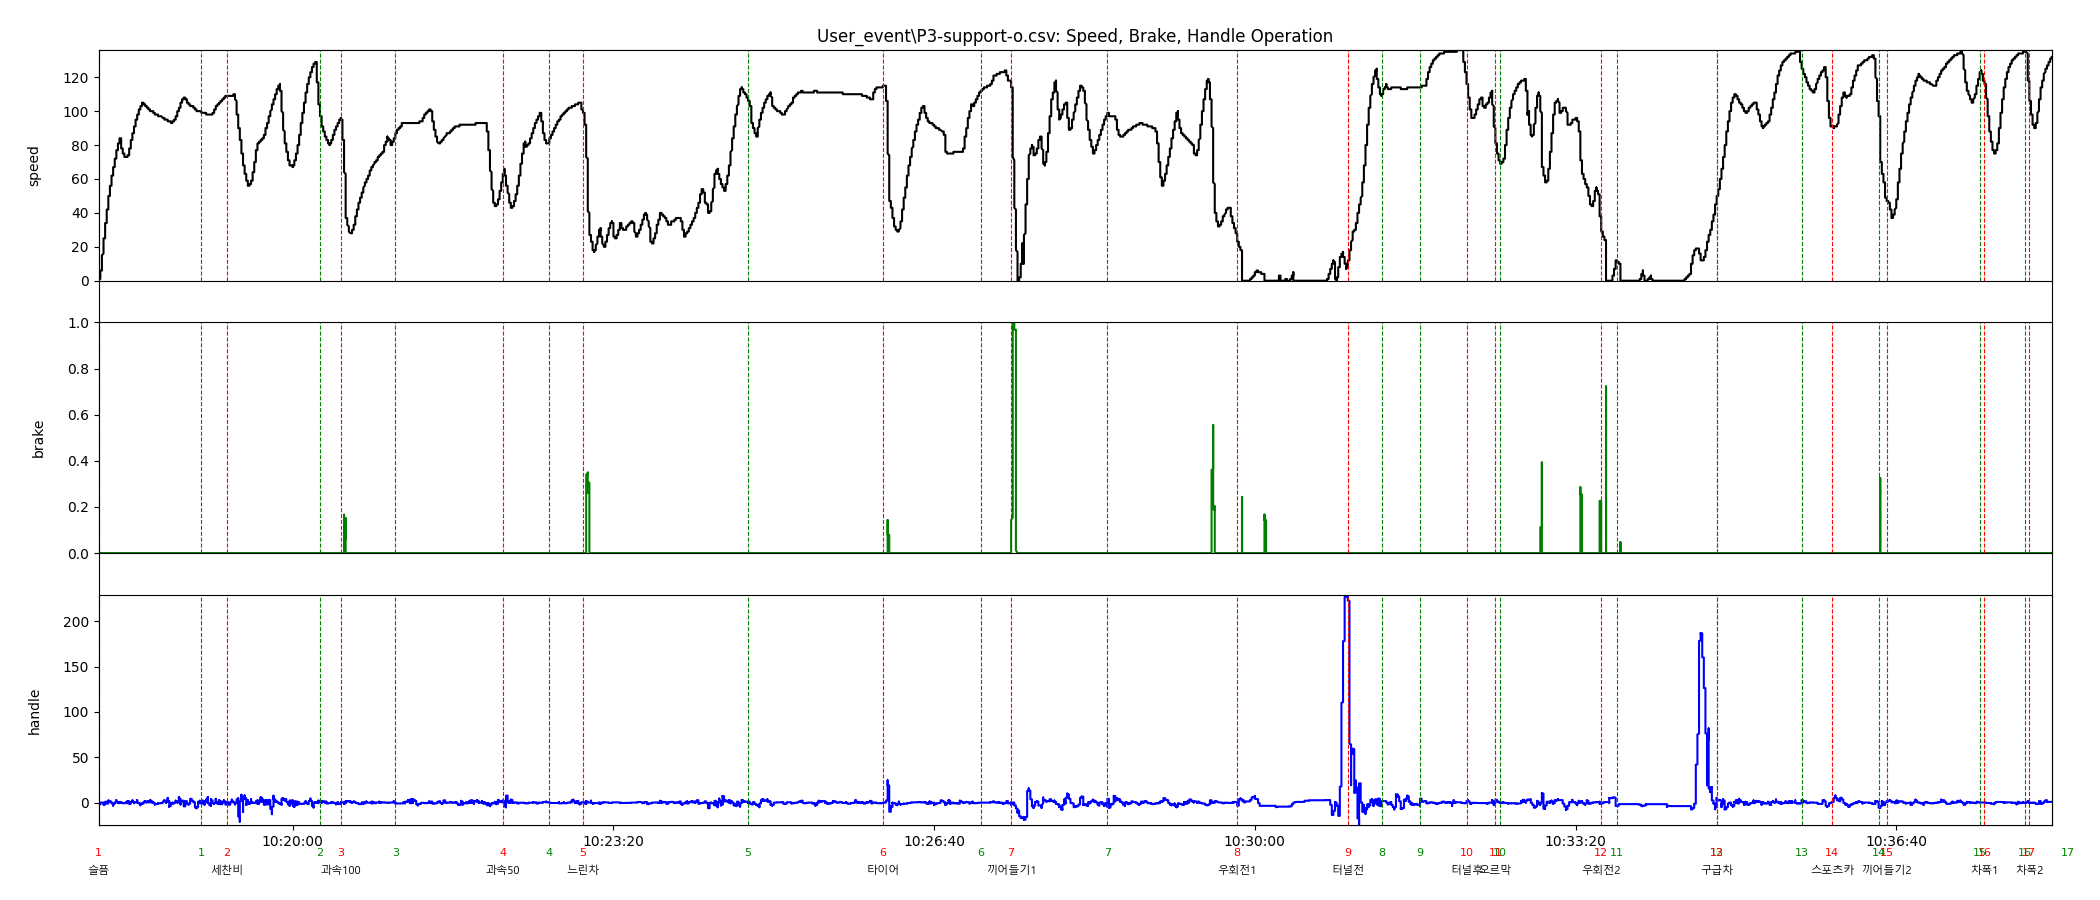 User_event\P3-support-o.csv: Speed, Brake, Handle Operation
speed
120
100
80
60
40
20
0
brake
1.0
0.8
0.6
0.4
0.2
0.0
handle
200
150
100
50
0
10:20:00 10:23:20 10:26:40 10:30:00 10:33:20 10:36:40
1 1 2 2 3 3 4 4 5 5 6 6 7 7 8 9 8 9 10 11 10 12 11 13 12 13 14 14 15 15 16 16 17 17
슬픔 세찬비 과속100 과속50 느린차 타이어 끼어들기1 우회전1 터널전 터널후 오르막 우회전2 구급차 스포츠카 끼어들기2 차폭1 차폭2